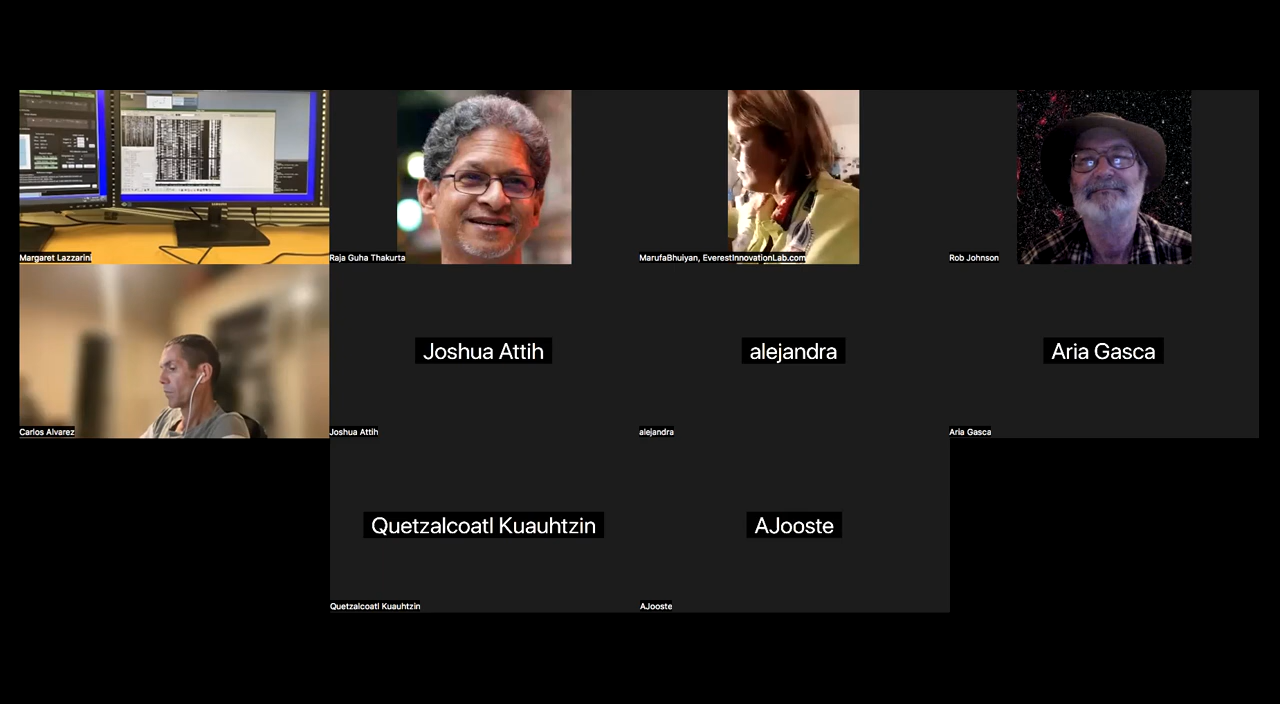 SAMSUNG
Margaret Lazzarini
Raja Guha Thakurta
MarufaBhuiyan, EverestInnovationLab.com
Rob Johnson
Joshua Attih
alejandra
Aria Gasca
Carlos Alvarez
Joshua Attih
alejandra
Aria Gasca
Quetzalcoatl Kuauhtzin
AJooste
Quetzalcoatl Kuauhtzin
AJooste